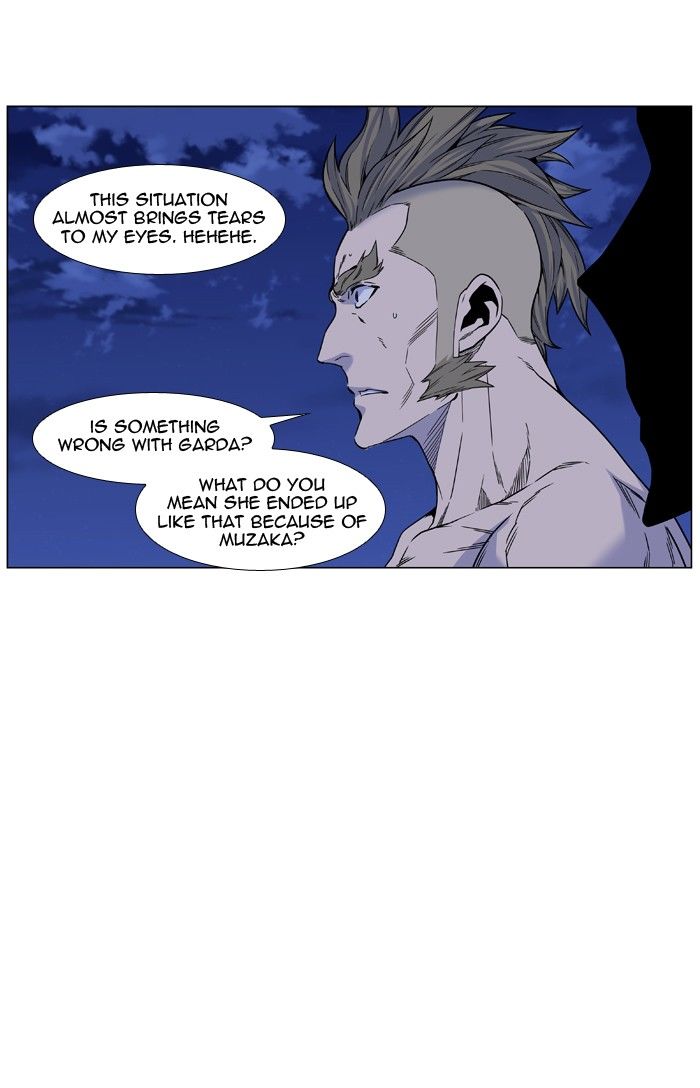 THIS SITUATION
ALMOST BRINGS TEARS
TO MY EYES. HEHEHE.
IS SOMETHING
WRONG WITH GARDA?
WHAT DO YOU
MEAN SHE ENDED UP
LIKE THAT BECAUSE OF
MUZAKA?